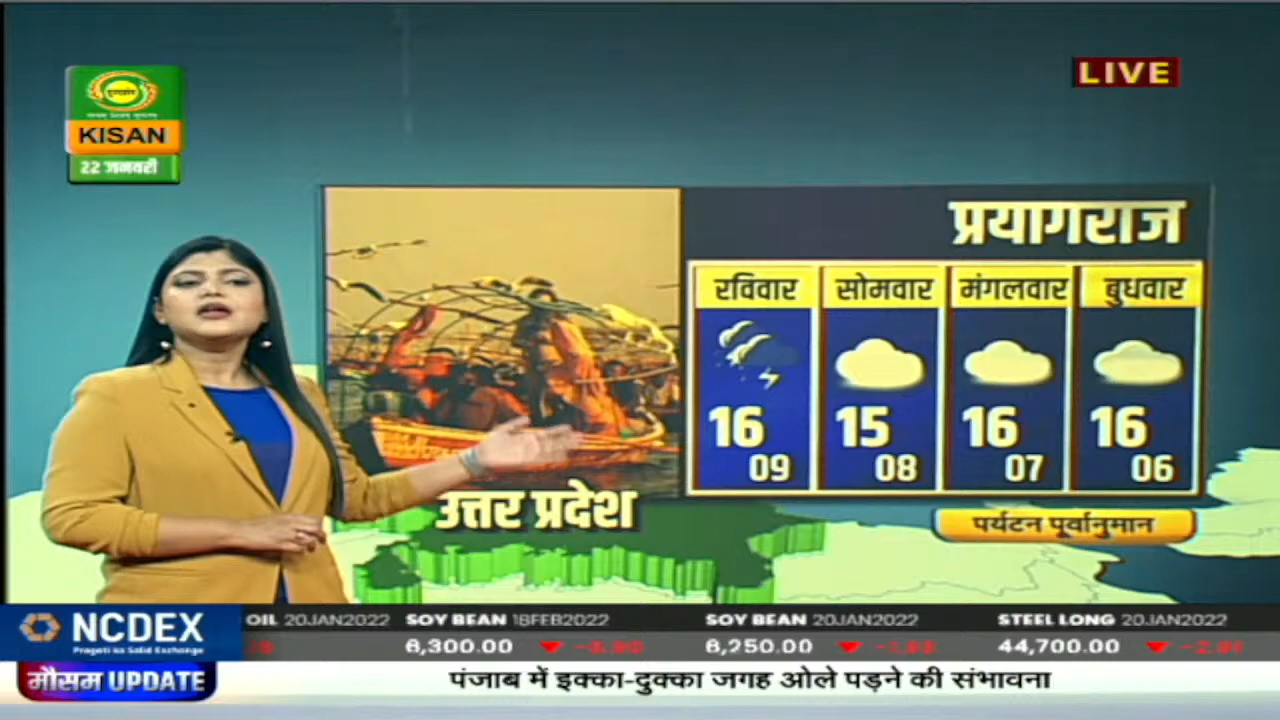 LIVE
KISAN
22 जनवरी
प्रयागराज
रविवार सोमवार मंगलवार बुधवार
16 15 16 16
09 08 07 06
उत्तर प्रदेश
पर्यटन पूर्वानुमान
NCDEX
OIL 20JAN2022 SOY BEAN 18FEB2022 SOY BEAN 20JAN2022 STEEL LONG 20JAN2022
6,300.00 8,250.00 44,700.00
मौसम UPDATE
पंजाब में इक्का-दुक्का जगह ओले पड़ने की संभावना